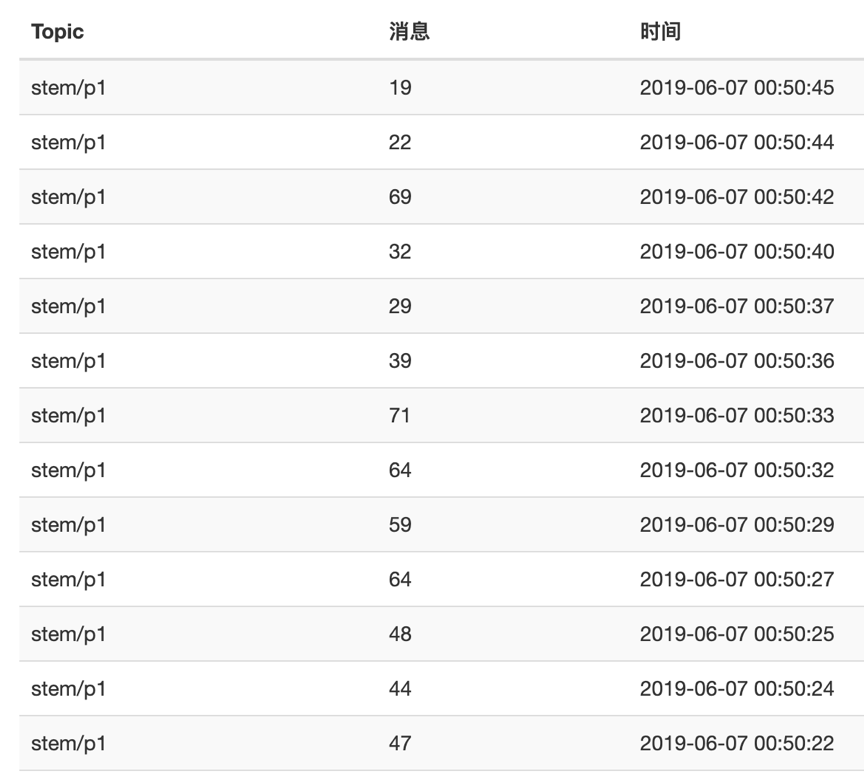 Topic 消息 时间
stem/p1 19 2019-06-07 00:50:45
stem/p1 22 2019-06-07 00:50:44
stem/p1 69 2019-06-07 00:50:42
stem/p1 32 2019-06-07 00:50:40
stem/p1 29 2019-06-07 00:50:37
stem/p1 39 2019-06-07 00:50:36
stem/p1 71 2019-06-07 00:50:33
stem/p1 64 2019-06-07 00:50:32
stem/p1 59 2019-06-07 00:50:29
stem/p1 64 2019-06-07 00:50:27
stem/p1 48 2019-06-07 00:50:25
stem/p1 44 2019-06-07 00:50:24
stem/p1 47 2019-06-07 00:50:22